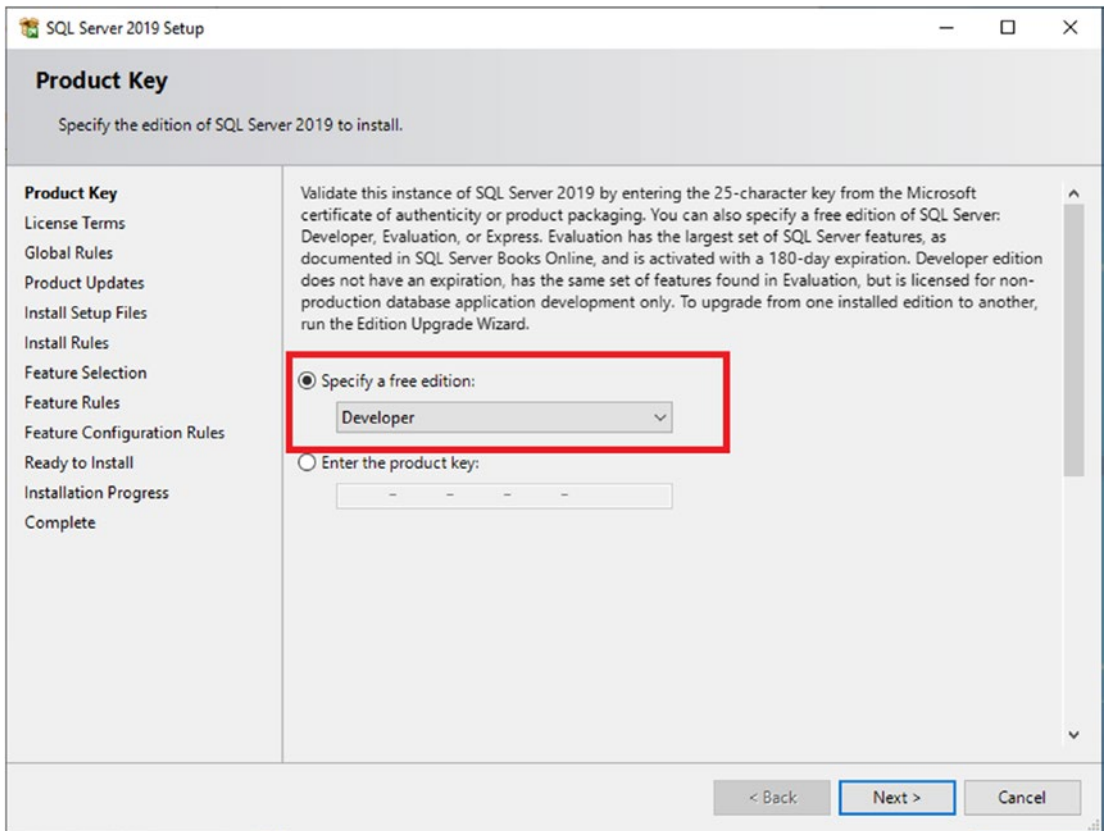 SQL Server 2019 Setup
Product Key
Specify the edition of SQL Server 2019 to install.
Product Key
License Terms
Global Rules
Product Updates
Install Setup Files
Install Rules
Feature Selection
Feature Rules
Feature Configuration Rules
Ready to Install
Installation Progress
Complete
Validate this instance of SQL Server 2019 by entering the 25-character key from the Microsoft
certificate of authenticity or product packaging. You can also specify a free edition of SQL Server:
Developer, Evaluation, or Express. Evaluation has the largest set of SQL Server features, as
documented in SQL Server Books Online, and is activated with a 180-day expiration. Developer edition
does not have an expiration, has the same set of features found in Evaluation, but is licensed for non-
production database application development only. To upgrade from one installed edition to another,
run the Edition Upgrade Wizard.
Specify a free edition:
Developer
Enter the product key:
- - - -
< Back Next > Cancel